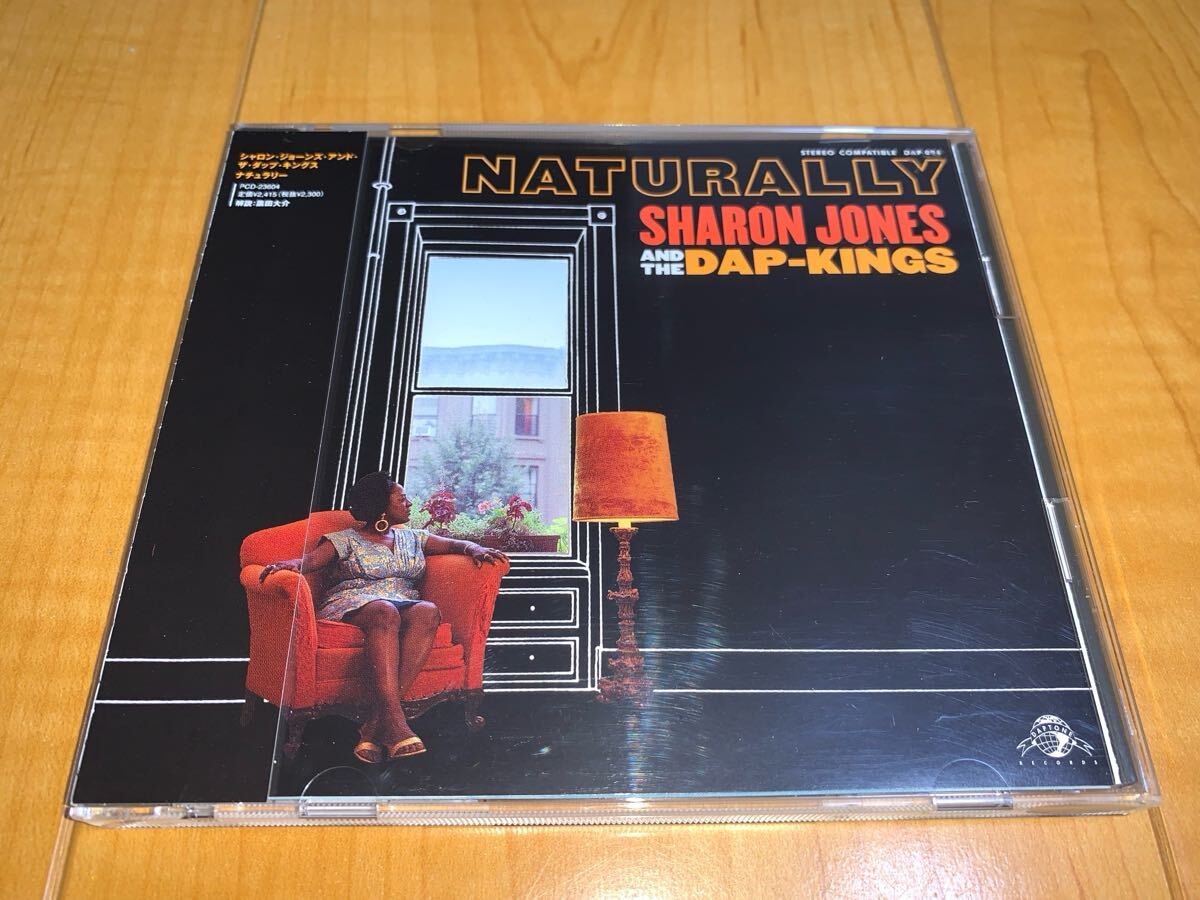 シャロン・ジョーンズ・アンド・
ザ・ダップ・キングス
ナチュラリー
PCD-23604
定価¥2,415(税抜¥2,300)
STEREO COMPATIBLE DAP-004
NATURALLY
SHARON JONES
AND THE DAP-KINGS
DAPTONE
RECORDS